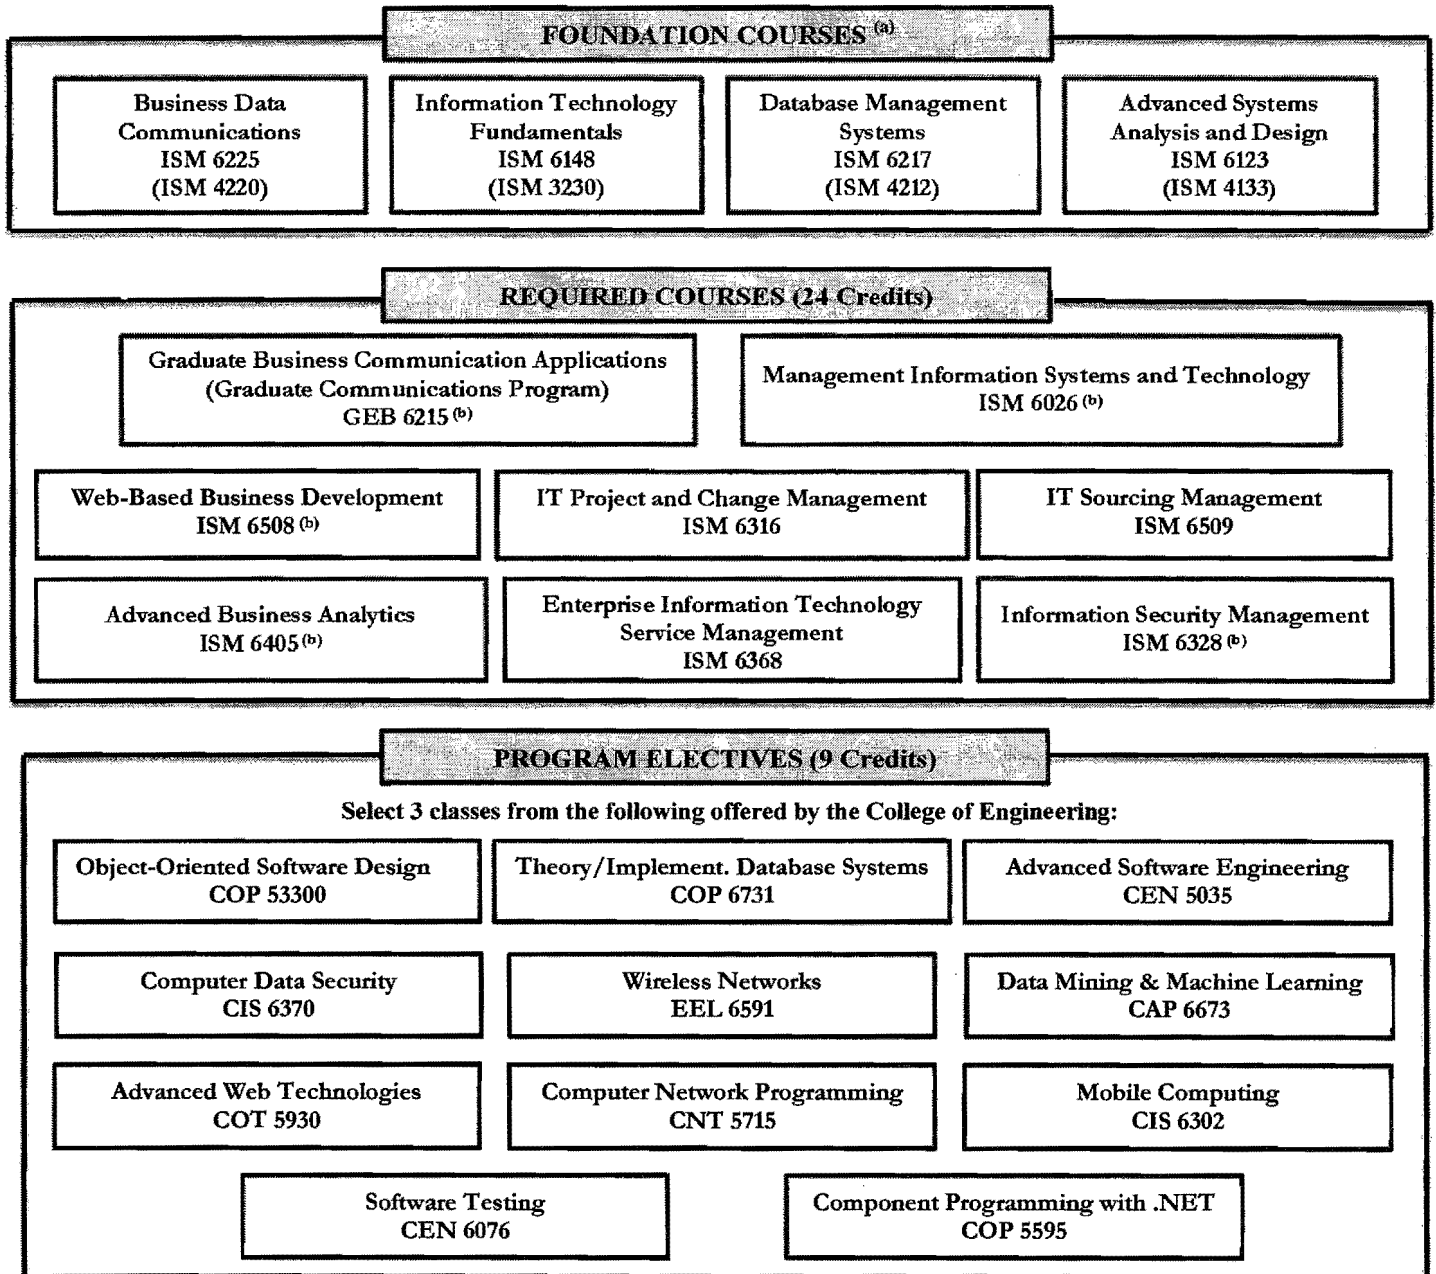 FOUNDATION COURSES (a)
Business Data
Communications
ISM 6225
(ISM 4220)
Information Technology
Fundamentals
ISM 6148
(ISM 3230)
Database Management
Systems
ISM 6217
(ISM 4212)
Advanced Systems
Analysis and Design
ISM 6123
(ISM 4133)
REQUIRED COURSES (24 Credits)
Graduate Business Communication Applications
(Graduate Communications Program)
GEB 6215 (b)
Management Information Systems and Technology
ISM 6026 (b)
Web-Based Business Development
ISM 6508 (b)
IT Project and Change Management
ISM 6316
IT Sourcing Management
ISM 6509
Advanced Business Analytics
ISM 6405 (b)
Enterprise Information Technology
Service Management
ISM 6368
Information Security Management
ISM 6328 (b)
PROGRAM ELECTIVES (9 Credits)
Select 3 classes from the following offered by the College of Engineering:
Object-Oriented Software Design
COP 53300
Theory/Implement. Database Systems
COP 6731
Advanced Software Engineering
CEN 5035
Computer Data Security
CIS 6370
Wireless Networks
EEL 6591
Data Mining & Machine Learning
CAP 6673
Advanced Web Technologies
COT 5930
Computer Network Programming
CNT 5715
Mobile Computing
CIS 6302
Software Testing
CEN 6076
Component Programming with .NET
COP 5595